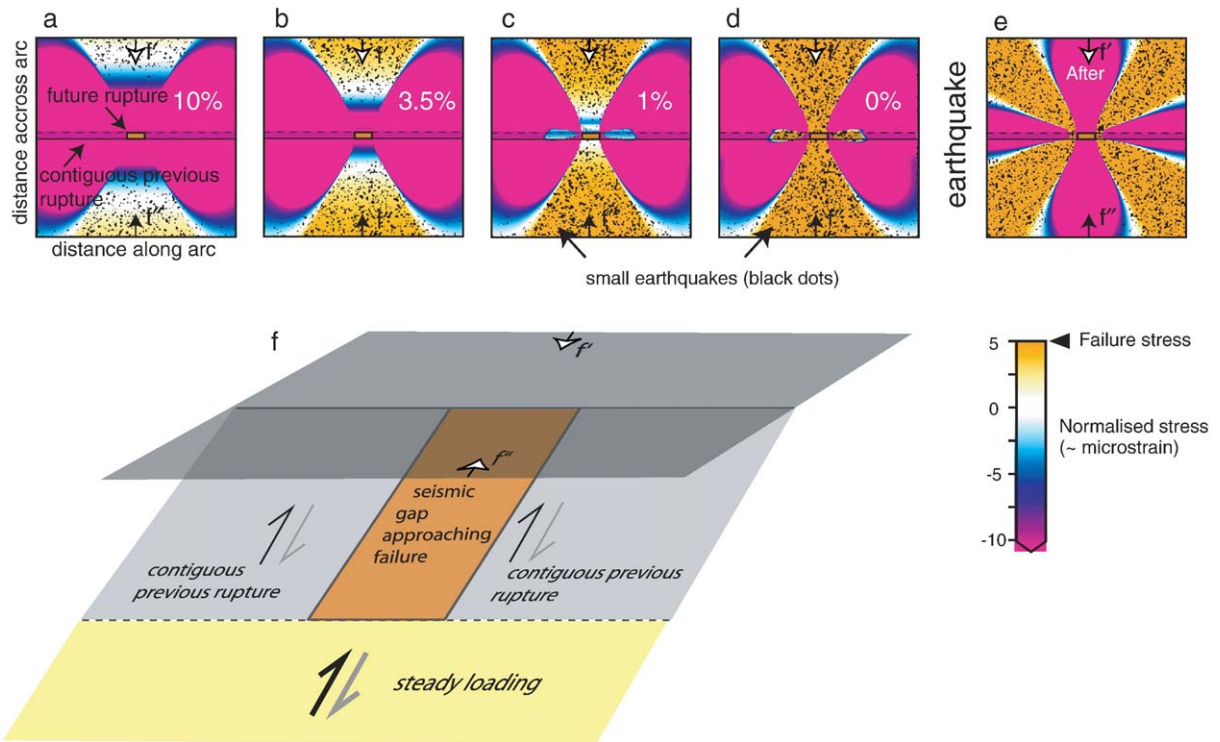 a
b
c
d
e
distance accross arc
f'
10%
future rupture
contiguous previous
rupture
f''
distance along arc
f'
3.5%
f''
f'
1%
f''
f'
0%
f''
small earthquakes (black dots)
earthquake
f'
After
f''
f
f'
f''
seismic
gap
approaching
failure
contiguous
previous rupture
contiguous previous
rupture
steady loading
5
0
-5
-10
Failure stress
Normalised stress
(~ microstrain)